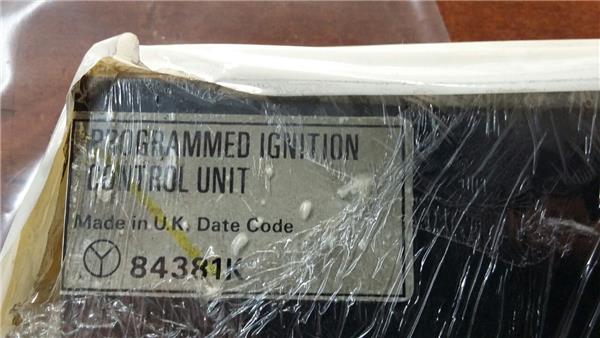 PROGRAMMED IGNITION
CONTROL UNIT
Made in U.K. Date Code
84381K